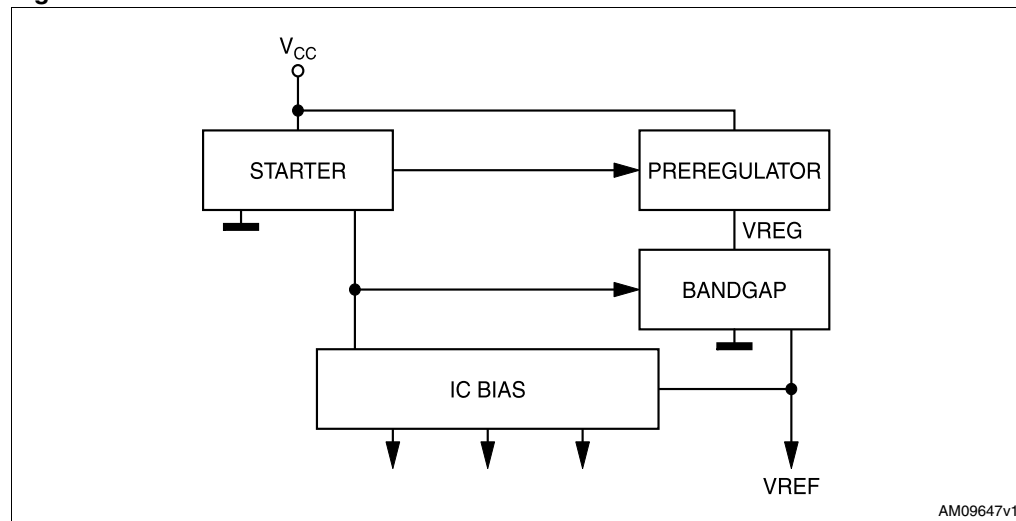 V_CC
STARTER
PREREGULATOR
VREG
BANDGAP
IC BIAS
VREF
AM09647v1